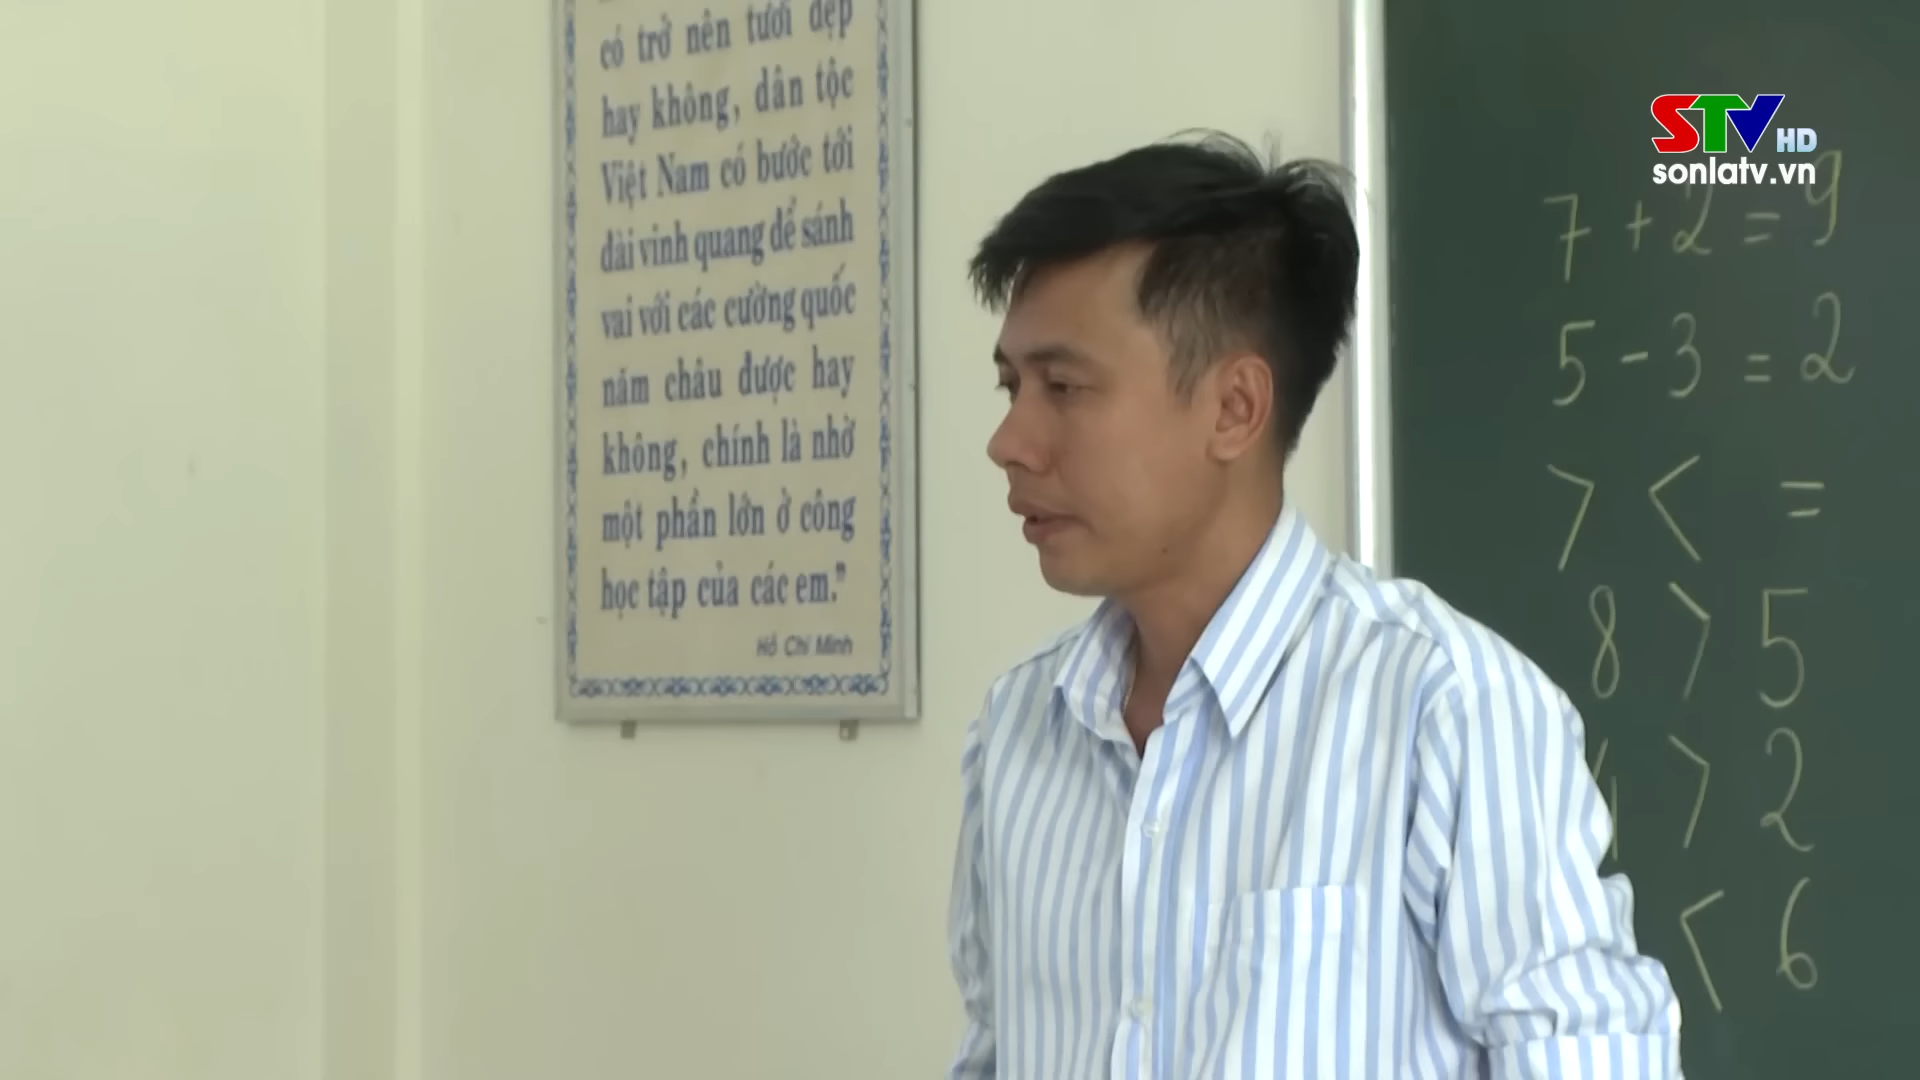 có trở nên tươi đẹp
hay không, dân tộc
Việt Nam có bước tới
đài vinh quang để sánh
vai với các cường quốc
năm châu được hay
không, chính là nhờ
một phần lớn ở công
học tập của các em."
Hồ Chí Minh
STV HD
sonlatv.vn
7 + 2 = 9
5 - 3 = 2
> < =
8 > 5
4 > 2
< 6